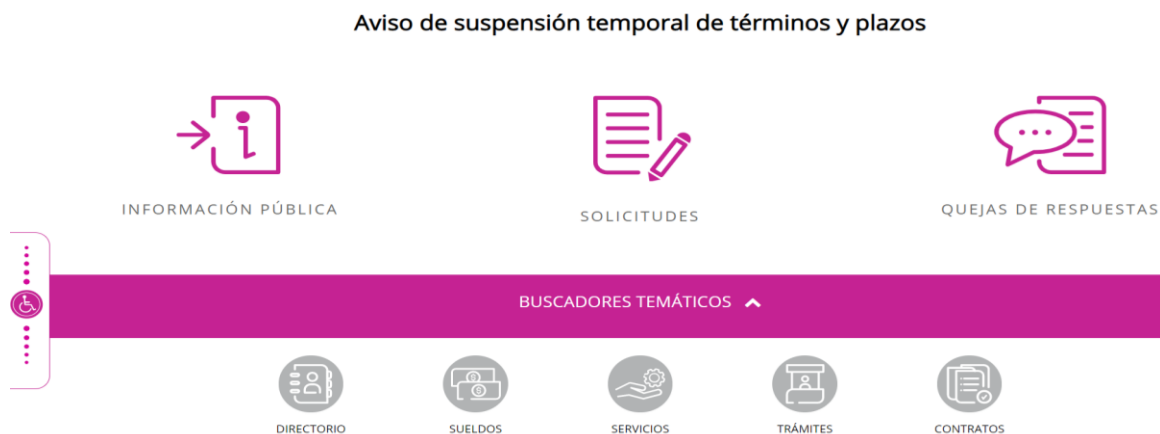 Aviso de suspensión temporal de términos y plazos
INFORMACIÓN PÚBLICA
SOLICITUDES
QUEJAS DE RESPUESTAS
BUSCADORES TEMÁTICOS
DIRECTORIO
SUELDOS
SERVICIOS
TRÁMITES
CONTRATOS